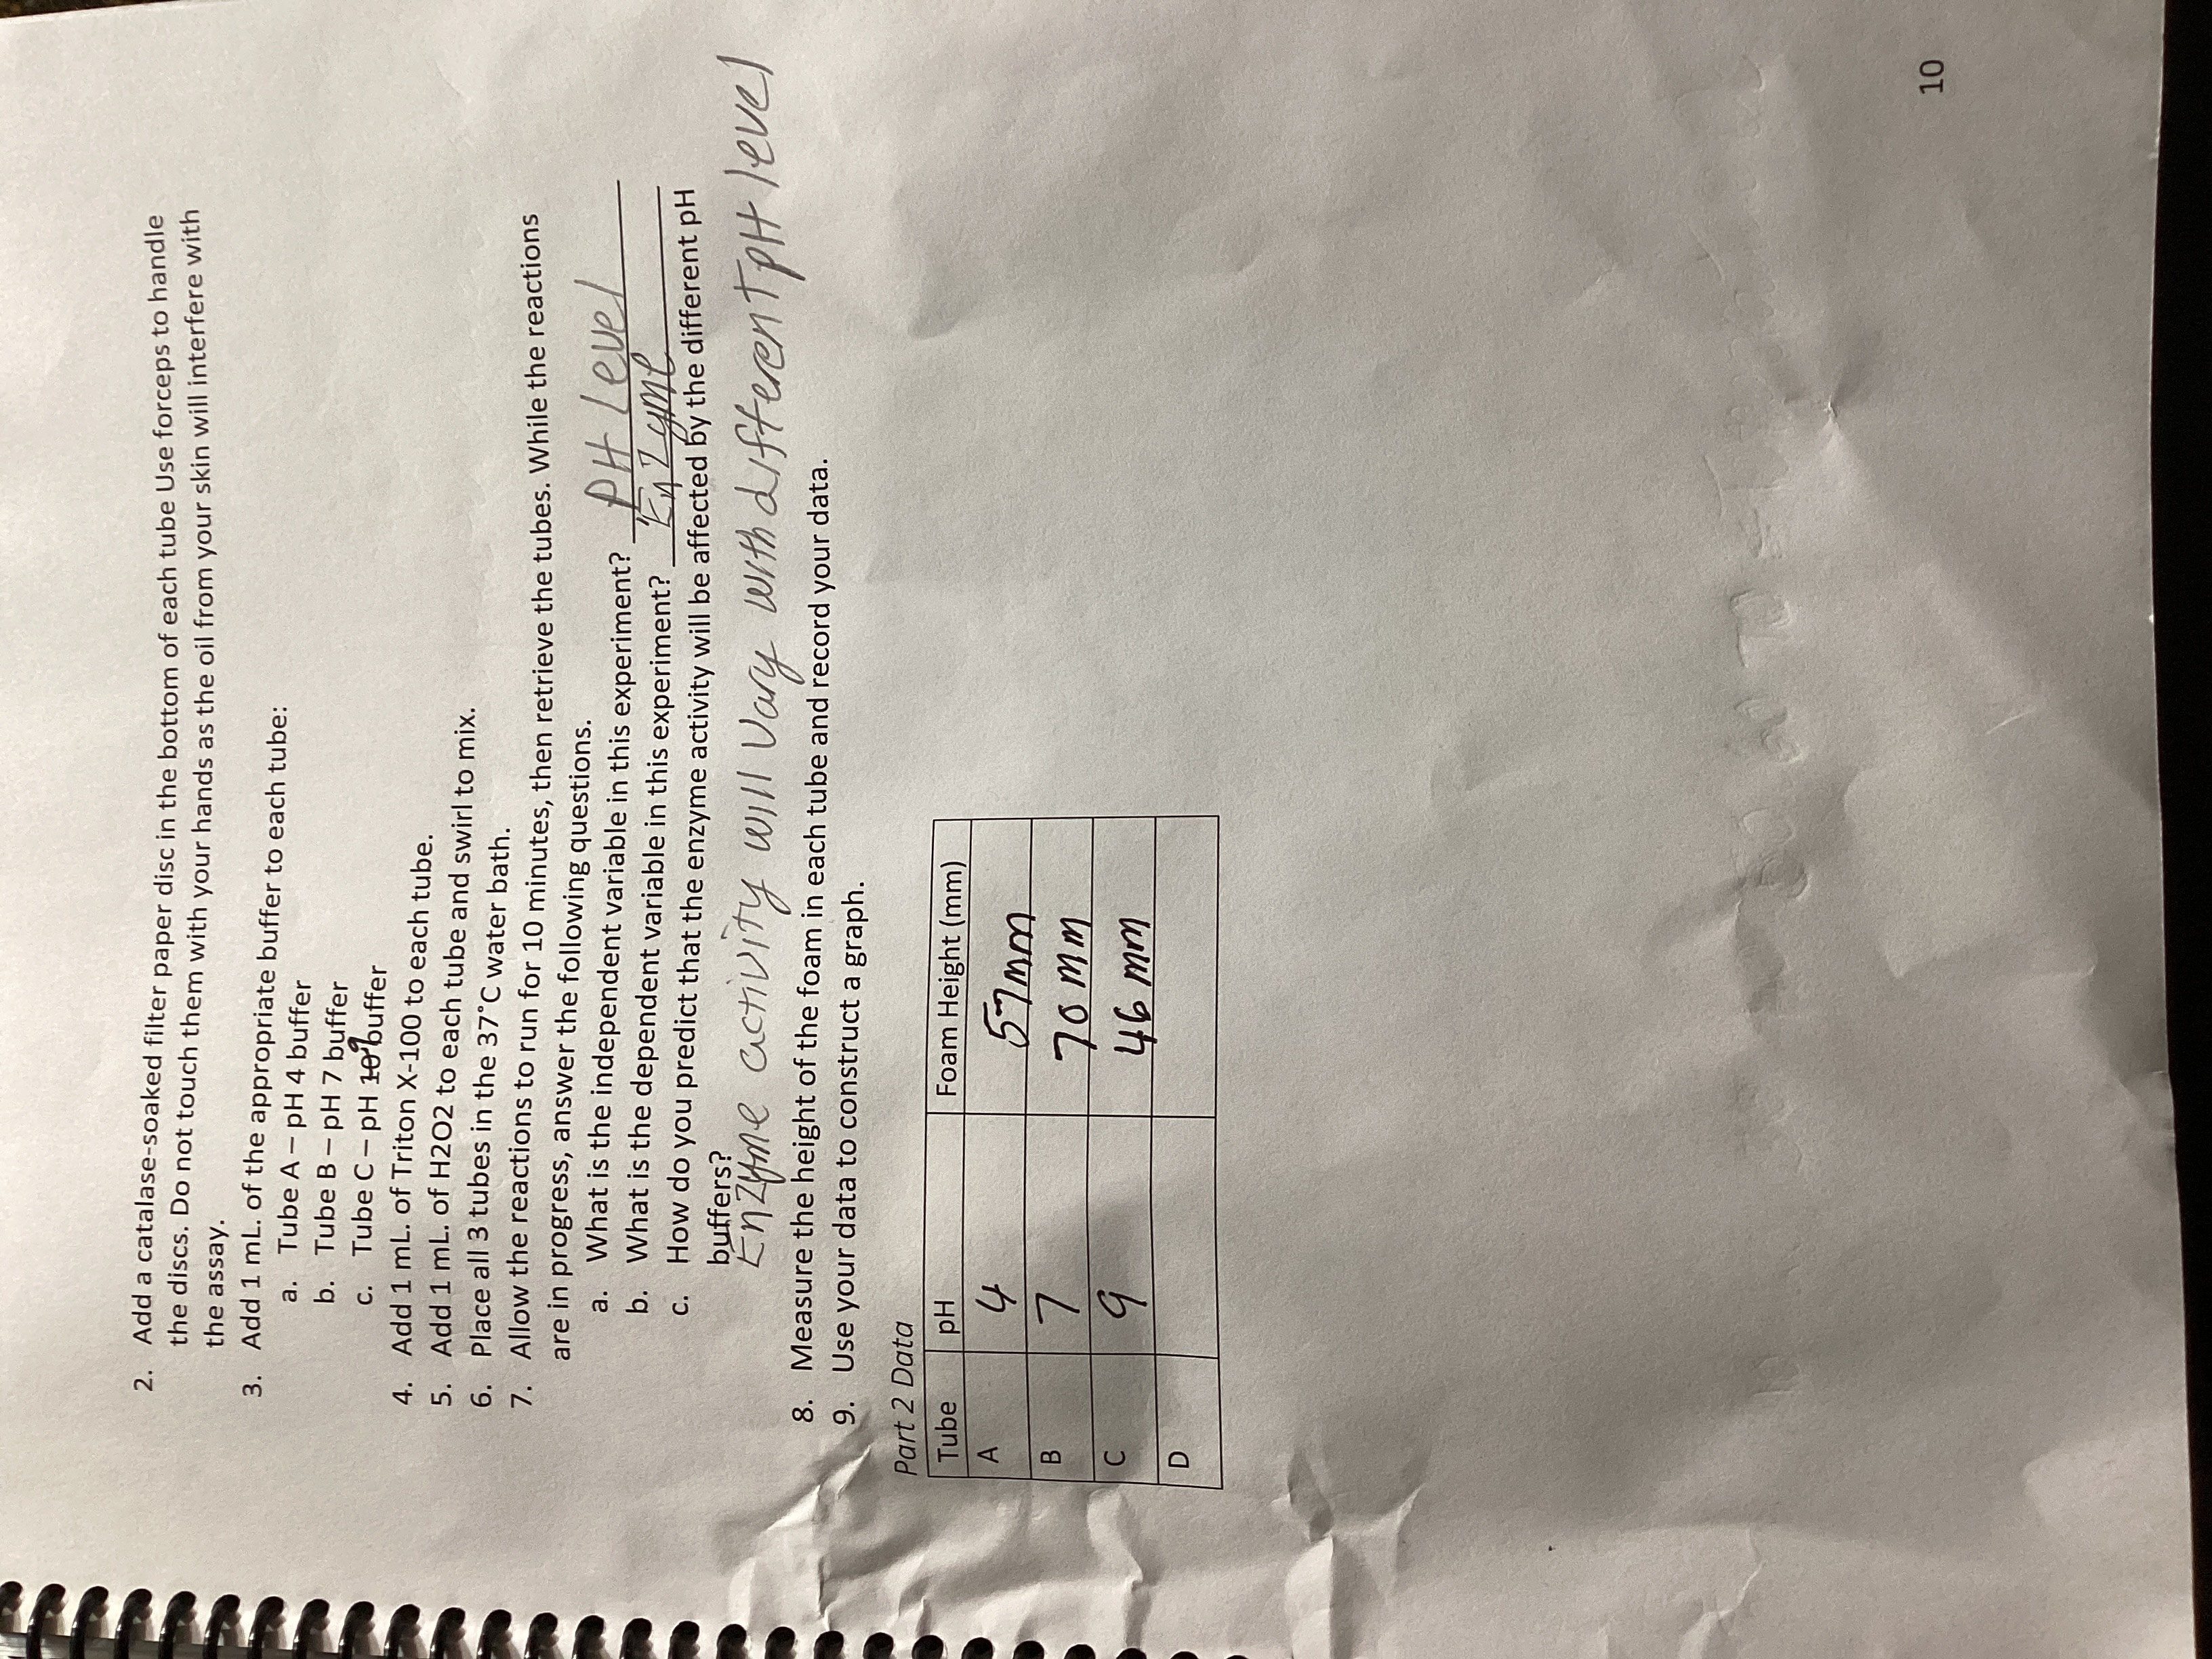 2. Add a catalase-soaked filter paper disc in the bottom of each tube Use forceps to handle
the discs. Do not touch them with your hands as the oil from your skin will interfere with
the assay.
3. Add 1 mL. of the appropriate buffer to each tube:
a. Tube A – pH 4 buffer
b. Tube B – pH 7 buffer
c. Tube C – pH 10 9 buffer
4. Add 1 mL. of Triton X-100 to each tube.
5. Add 1 mL. of H2O2 to each tube and swirl to mix.
6. Place all 3 tubes in the 37˚C water bath.
7. Allow the reactions to run for 10 minutes, then retrieve the tubes. While the reactions
are in progress, answer the following questions.
a. What is the independent variable in this experiment? PH Level
b. What is the dependent variable in this experiment? Enzyme
c. How do you predict that the enzyme activity will be affected by the different pH
buffers?
Enzyme activity will vary with different pH level
8. Measure the height of the foam in each tube and record your data.
9. Use your data to construct a graph.
Part 2 Data
Tube pH Foam Height (mm)
A 4 57mm
B 7 70 mm
C 9 46 mm
D
10